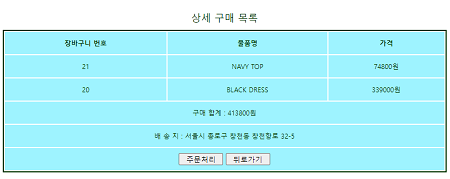 상세 구매 목록
장바구니 번호 물품명 가격
21 NAVY TOP 74800원
20 BLACK DRESS 339000원
구매 합계 : 413800원
배 송 지 : 서울시 종로구 창천동 창천창로 32-5
주문처리 뒤로가기